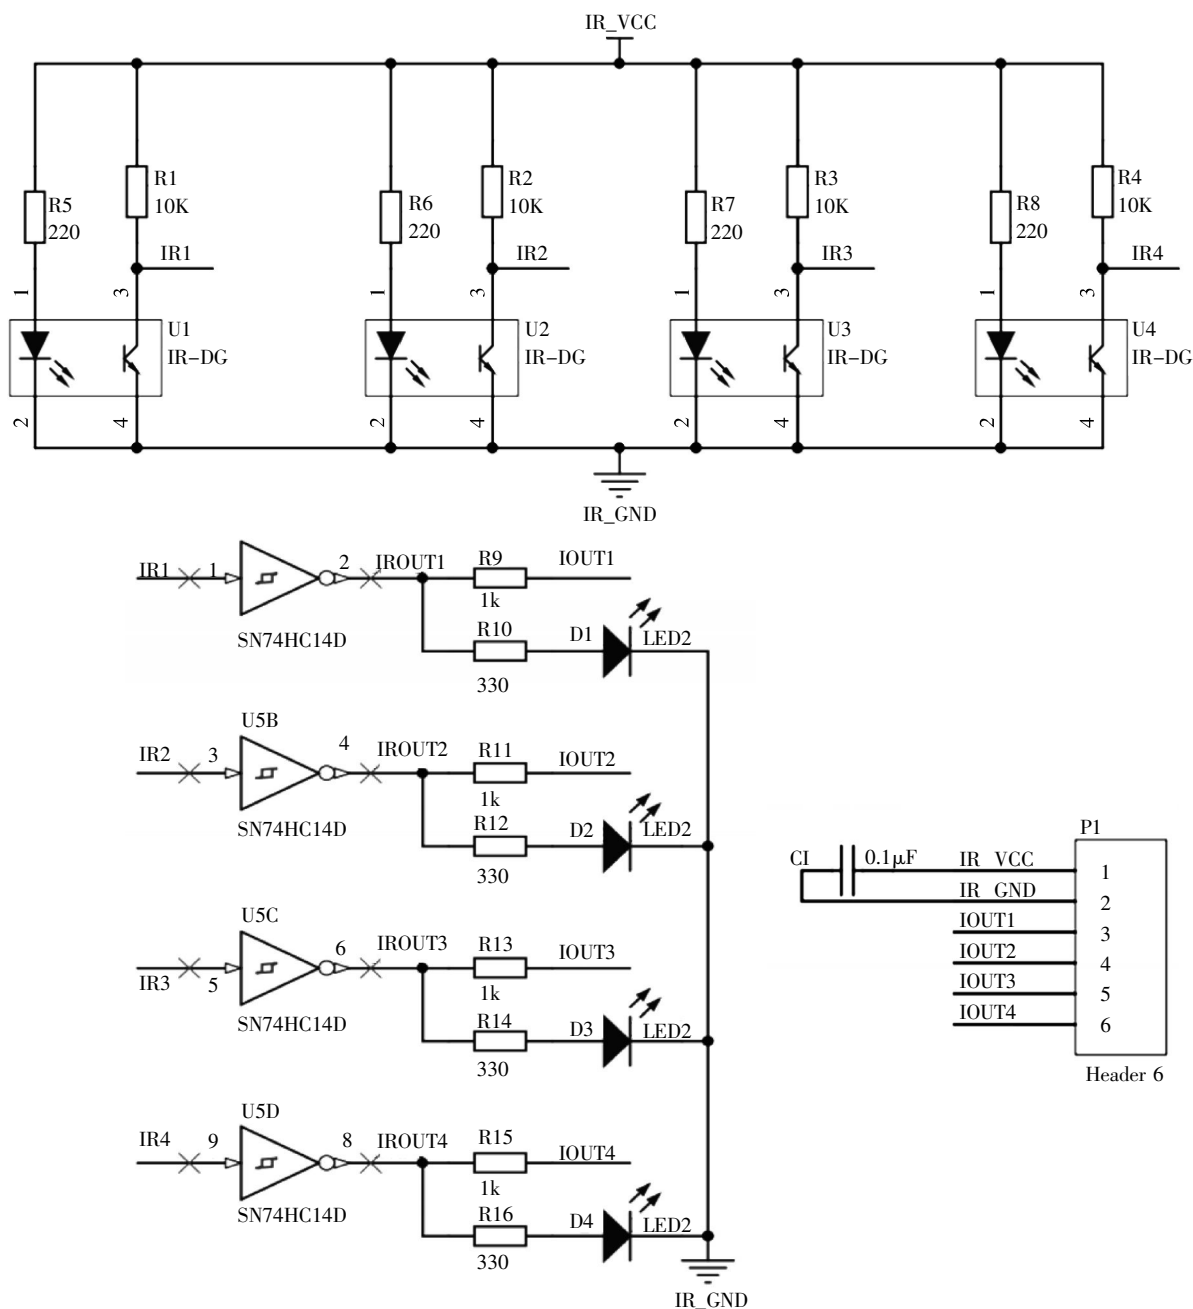 IR_VCC
R5
220
R1
10K
R6
220
R2
10K
R7
220
R3
10K
R8
220
R4
10K
IR1
IR2
IR3
IR4
1
3
1
3
1
3
1
3
U1
IR-DG
U2
IR-DG
U3
IR-DG
U4
IR-DG
2
4
2
4
2
4
2
4
IR_GND
IR1
1
2
IROUT1
R9
1k
IOUT1
SN74HC14D
R10
330
D1
LED2
U5B
IR2
3
4
IROUT2
R11
1k
IOUT2
SN74HC14D
R12
330
D2
LED2
U5C
IR3
5
6
IROUT3
R13
1k
IOUT3
SN74HC14D
R14
330
D3
LED2
U5D
IR4
9
8
IROUT4
R15
1k
IOUT4
SN74HC14D
R16
330
D4
LED2
IR_GND
P1
CI
0.1μF
IR VCC
1
IR GND
2
IOUT1
3
IOUT2
4
IOUT3
5
IOUT4
6
Header 6